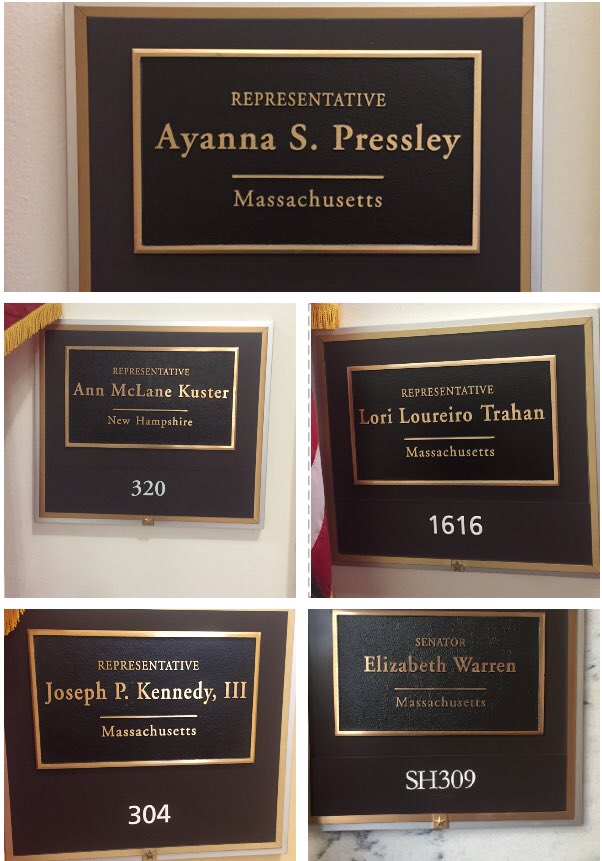 REPRESENTATIVE
Ayanna S. Pressley
Massachusetts
REPRESENTATIVE
Ann McLane Kuster
New Hampshire
320
REPRESENTATIVE
Lori Loureiro Trahan
Massachusetts
1616
REPRESENTATIVE
Joseph P. Kennedy, III
Massachusetts
304
SENATOR
Elizabeth Warren
Massachusetts
SH309